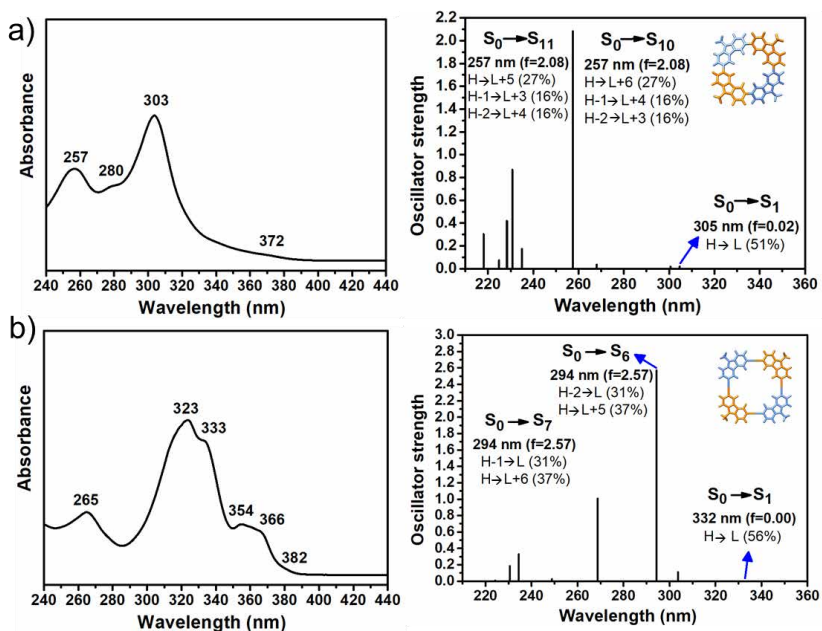 a)
Absorbance
257
280
303
372
240 260 280 300 320 340 360 380 400 420 440
Wavelength (nm)
Oscillator strength
2.2
2.0
1.8
1.6
1.4
1.2
1.0
0.8
0.6
0.4
0.2
0.0
S0→S11
257 nm (f=2.08)
H→L+5 (27%)
H-1→L+3 (16%)
H-2→L+4 (16%)
S0→S10
257 nm (f=2.08)
H→L+6 (27%)
H-1→L+4 (16%)
H-2→L+3 (16%)
S0→S1
305 nm (f=0.02)
H→L (51%)
220 240 260 280 300 320 340 360
Wavelength (nm)
b)
Absorbance
265
323
333
354
366
382
240 260 280 300 320 340 360 380 400 420 440
Wavelength (nm)
Oscillator strength
3.0
2.8
2.6
2.4
2.2
2.0
1.8
1.6
1.4
1.2
1.0
0.8
0.6
0.4
0.2
0.0
S0→S6
294 nm (f=2.57)
H-2→L (31%)
H→L+5 (37%)
S0→S7
294 nm (f=2.57)
H-1→L (31%)
H→L+6 (37%)
S0→S1
332 nm (f=0.00)
H→L (56%)
220 240 260 280 300 320 340 360
Wavelength (nm)